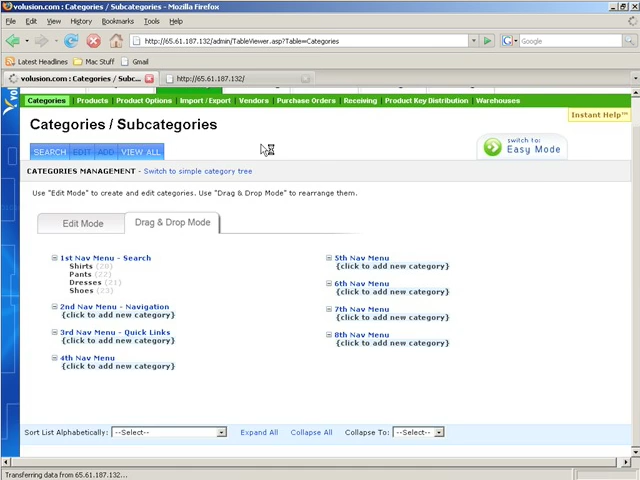 volusion.com : Categories / Subcategories - Mozilla Firefox
File Edit View History Bookmarks Tools Help
http://65.61.187.132/admin/TableViewer.asp?Table=Categories
Google
Latest Headlines Mac Stuff Gmail
volusion.com : Categories / Subc... http://65.61.187.132/
Categories Products Product Options Import / Export Vendors Purchase Orders Receiving Product Key Distribution Warehouses
Instant Help™
Categories / Subcategories
switch to:
Easy Mode
SEARCH EDIT ADD VIEW ALL
CATEGORIES MANAGEMENT - Switch to simple category tree
Use "Edit Mode" to create and edit categories. Use "Drag & Drop Mode" to rearrange them.
Edit Mode Drag & Drop Mode
1st Nav Menu - Search
Shirts (20)
Pants (22)
Dresses (21)
Shoes (23)
2nd Nav Menu - Navigation
{click to add new category}
3rd Nav Menu - Quick Links
{click to add new category}
4th Nav Menu
{click to add new category}
5th Nav Menu
{click to add new category}
6th Nav Menu
{click to add new category}
7th Nav Menu
{click to add new category}
8th Nav Menu
{click to add new category}
Sort List Alphabetically: --Select-- Expand All Collapse All Collapse To: --Select--
Transferring data from 65.61.187.132...